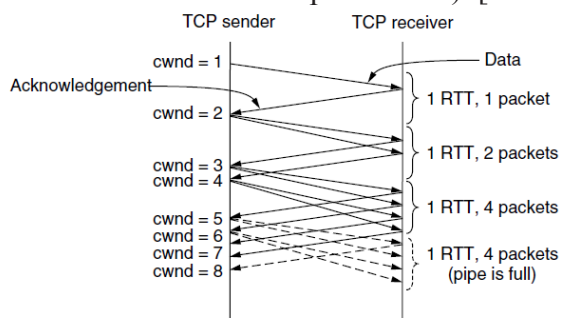 TCP sender
TCP receiver
cwnd = 1
Data
Acknowledgement
1 RTT, 1 packet
cwnd = 2
1 RTT, 2 packets
cwnd = 3
cwnd = 4
1 RTT, 4 packets
cwnd = 5
cwnd = 6
cwnd = 7
cwnd = 8
1 RTT, 4 packets
(pipe is full)